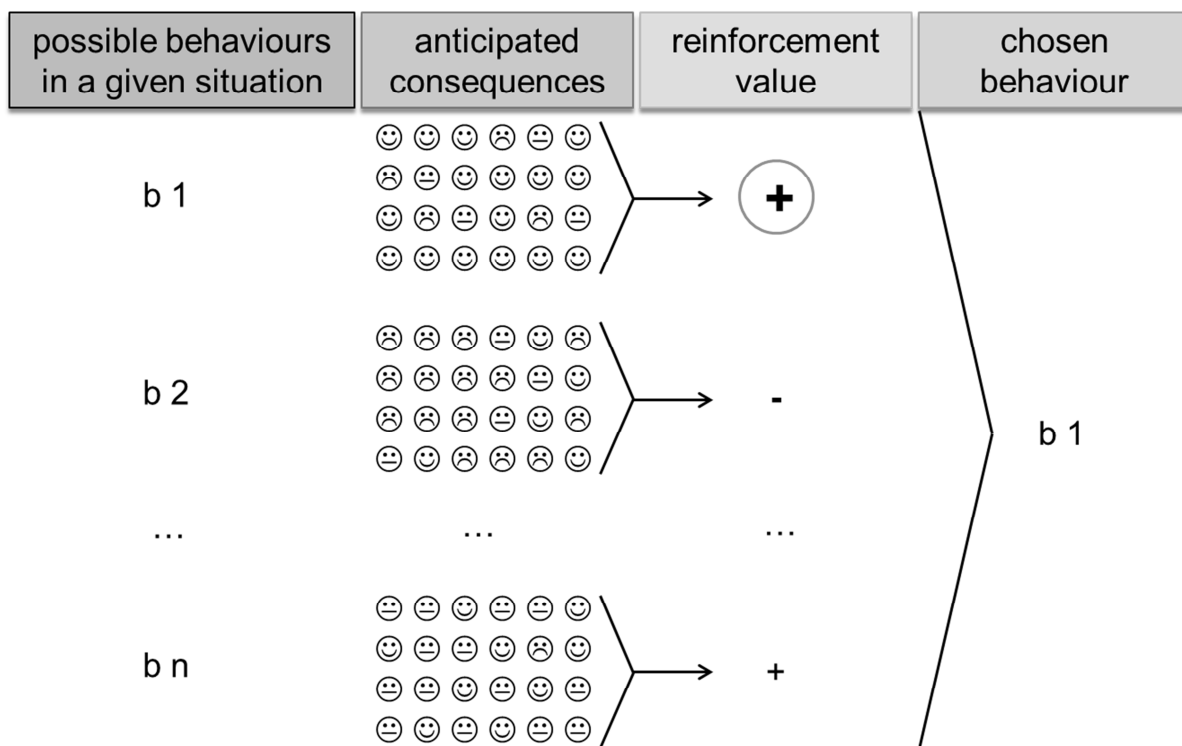 possible behaviours
in a given situation
anticipated
consequences
reinforcement
value
chosen
behaviour
b 1
+
b 2
-
b 1
...
...
...
b n
+